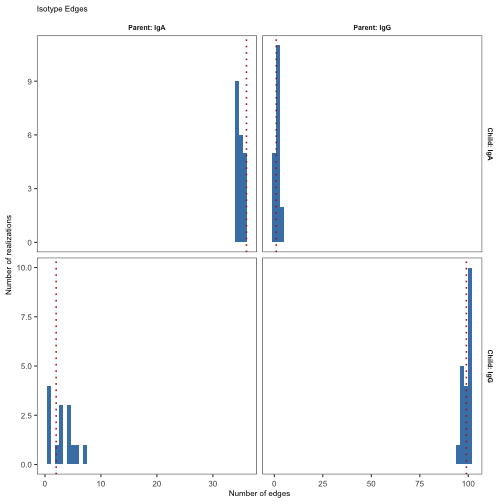 Isotype Edges
Parent: IgA
Parent: IgG
9
6
3
0
Child: IgA
10.0
7.5
5.0
2.5
0.0
Child: IgG
Number of realizations
0
10
20
30
0
25
50
75
100
Number of edges